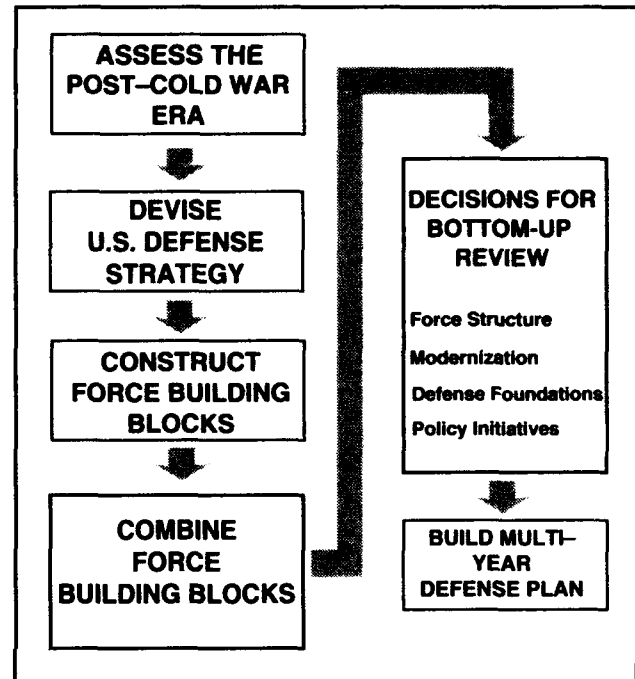 ASSESS THE
POST–COLD WAR
ERA
DEVISE
U.S. DEFENSE
STRATEGY
CONSTRUCT
FORCE BUILDING
BLOCKS
COMBINE
FORCE
BUILDING BLOCKS
DECISIONS FOR
BOTTOM-UP
REVIEW
Force Structure
Modernization
Defense Foundations
Policy Initiatives
BUILD MULTI–
YEAR
DEFENSE PLAN